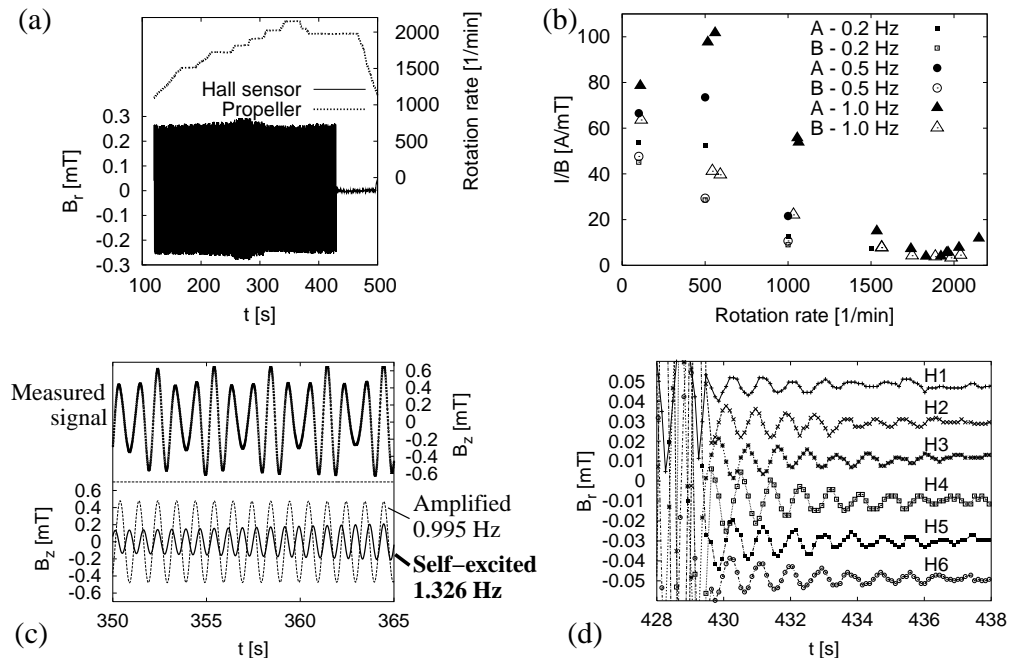 (a)
Hall sensor
Propeller
B_r [mT]
0.3
0.2
0.1
0
-0.1
-0.2
-0.3
100 200 300 400 500
t [s]
2000
1500
1000
500
0
Rotation rate [1/min]
(b)
I/B [A/mT]
100
80
60
40
20
0
0 500 1000 1500 2000
Rotation rate [1/min]
A - 0.2 Hz
B - 0.2 Hz
A - 0.5 Hz
B - 0.5 Hz
A - 1.0 Hz
B - 1.0 Hz
Measured
signal
0.6
0.4
0.2
0
-0.2
-0.4
-0.6
B_z [mT]
B_z [mT]
0.6
0.4
0.2
0
-0.2
-0.4
0.6
Amplified
0.995 Hz
Self-excited
1.326 Hz
350 355 360 365
t [s]
(c)
B_r [mT]
0.05
0.03
0.02
0.01
0
-0.01
-0.02
-0.03
-0.05
H1
H2
H3
H4
H5
H6
428 430 432 434 436 438
t [s]
(d)